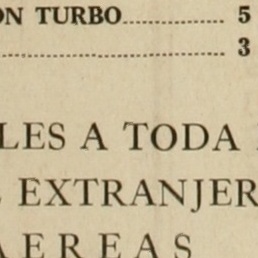 ON TURBO 5
3
LES A TODA
EXTRANJER
AEREAS